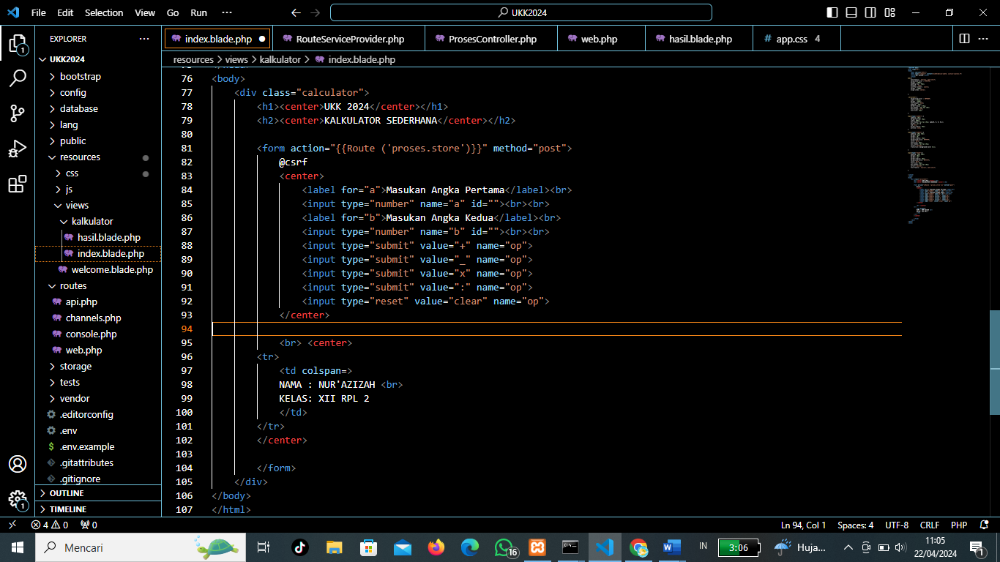 File Edit Selection View Go Run ··· UKK2024
EXPLORER ···
UKK2024
bootstrap
config
database
lang
public
resources
css
js
views
kalkulator
hasil.blade.php
index.blade.php
welcome.blade.php
routes
api.php
channels.php
console.php
web.php
storage
tests
vendor
.editorconfig
.env
$ .env.example
.gitattributes
.gitignore
OUTLINE
TIMELINE
1
1
index.blade.php RouteServiceProvider.php ProsesController.php web.php hasil.blade.php # app.css 4 ···
resources > views > kalkulator > index.blade.php
76 <body>
77 <div class="calculator">
78 <h1><center>UKK 2024</center></h1>
79 <h2><center>KALKULATOR SEDERHANA</center></h2>
80
81 <form action="{{Route ('proses.store')}}" method="post">
82 @csrf
83 <center>
84 <label for="a">Masukan Angka Pertama</label><br>
85 <input type="number" name="a" id=""><br><br>
86 <label for="b">Masukan Angka Kedua</label><br>
87 <input type="number" name="b" id=""><br><br>
88 <input type="submit" value="+" name="op">
89 <input type="submit" value="_" name="op">
90 <input type="submit" value="x" name="op">
91 <input type="submit" value=":" name="op">
92 <input type="reset" value="clear" name="op">
93 </center>
94
95 <br> <center>
96 <tr>
97 <td colspan=>
98 NAMA : NUR'AZIZAH <br>
99 KELAS: XII RPL 2
100 </td>
101 </tr>
102 </center>
103
104 </form>
105 </div>
106 </body>
107 </html>
4 0 0 Ln 94, Col 1 Spaces: 4 UTF-8 CRLF PHP
Mencari 16 IN 3:06 Huja... 11:05
22/04/2024 1